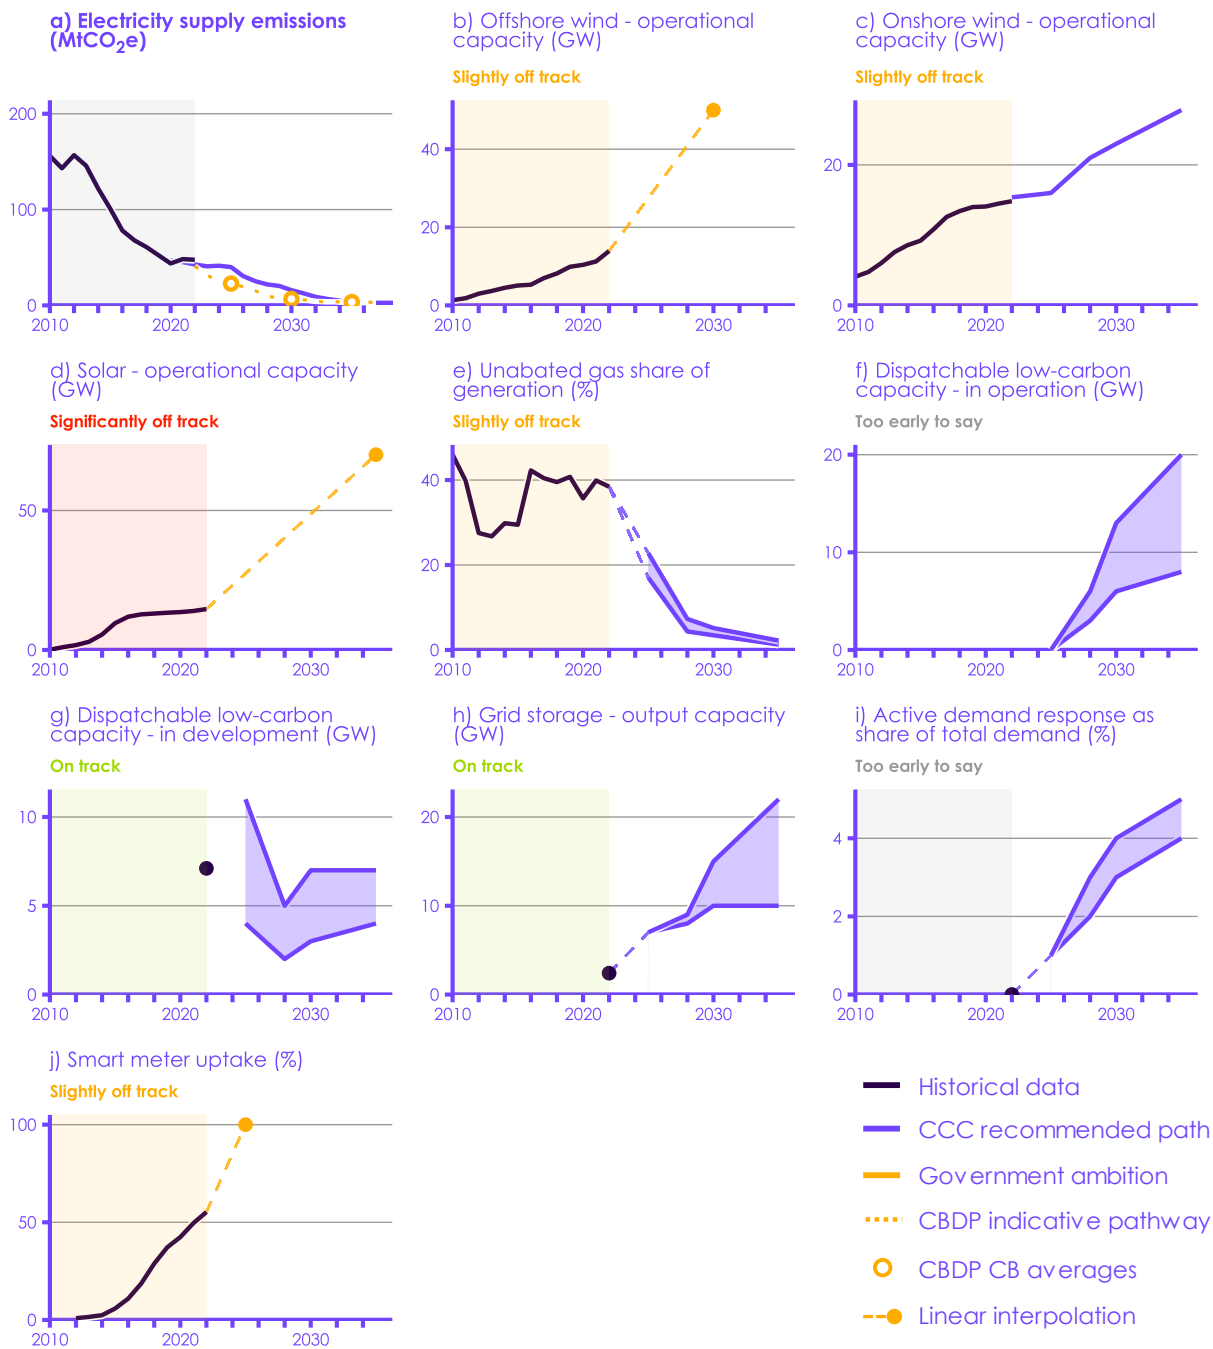 a) Electricity supply emissions
(MtCO₂e)
200
100
0
2010
2020
2030
b) Offshore wind - operational
capacity (GW)
Slightly off track
40
20
0
2010
2020
2030
c) Onshore wind - operational
capacity (GW)
Slightly off track
20
0
2010
2020
2030
d) Solar - operational capacity
(GW)
Significantly off track
50
0
2010
2020
2030
e) Unabated gas share of
generation (%)
Slightly off track
40
20
0
2010
2020
2030
f) Dispatchable low-carbon
capacity - in operation (GW)
Too early to say
20
10
0
2010
2020
2030
g) Dispatchable low-carbon
capacity - in development (GW)
On track
10
5
0
2010
2020
2030
h) Grid storage - output capacity
(GW)
On track
20
10
0
2010
2020
2030
i) Active demand response as
share of total demand (%)
Too early to say
4
2
0
2010
2020
2030
j) Smart meter uptake (%)
Slightly off track
100
50
0
2010
2020
2030
Historical data
CCC recommended path
Government ambition
CBDP indicative pathway
CBDP CB averages
Linear interpolation